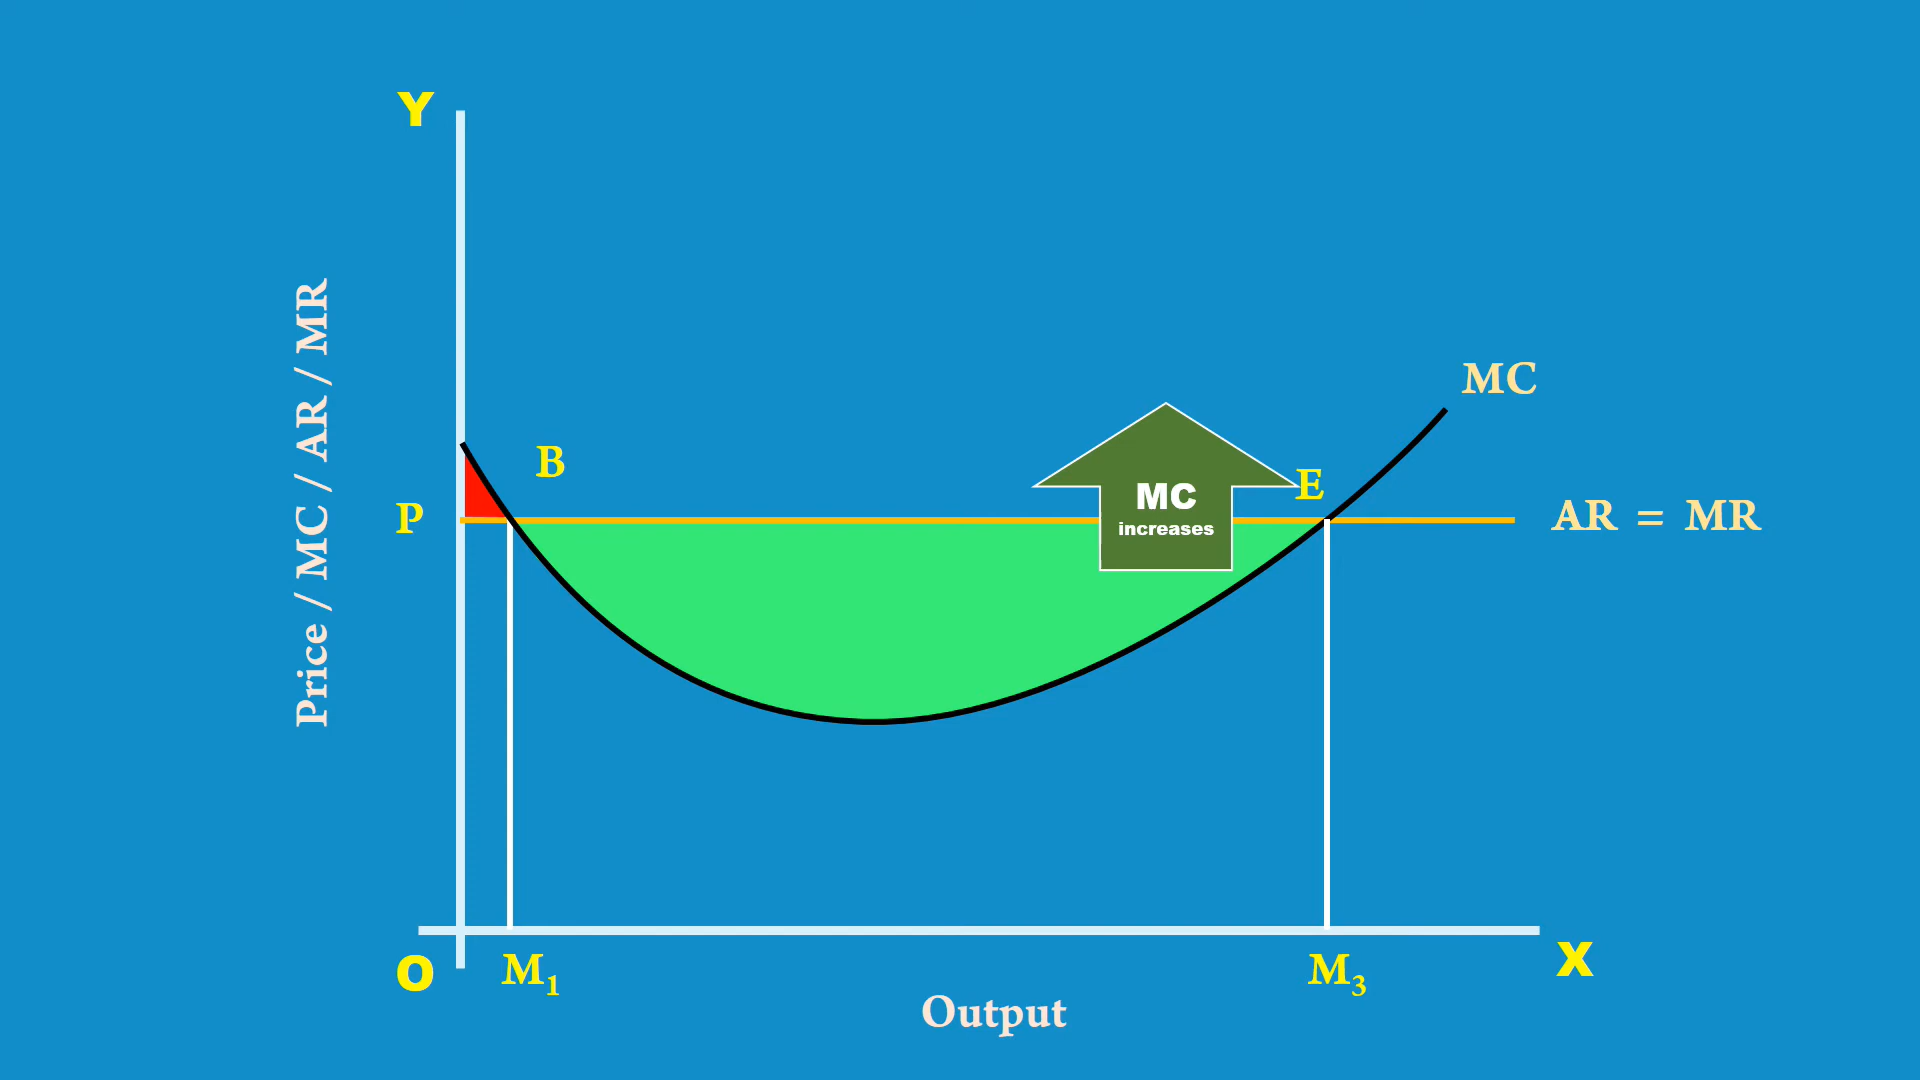 Y
Price / MC / AR / MR
MC
B
E
P
MC
increases
AR = MR
O
M₁
M₃
X
Output